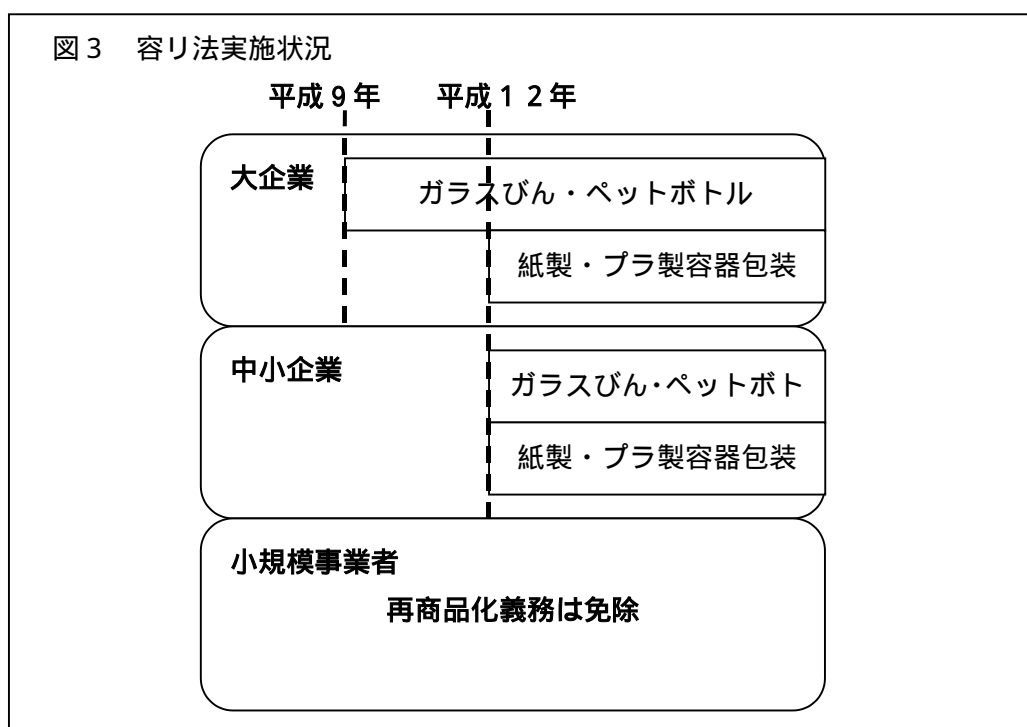 図3 容リ法実施状況
平成9年 平成12年
大企業
ガラスびん・ペットボトル
紙製・プラ製容器包装
中小企業
ガラスびん・ペットボト
紙製・プラ製容器包装
小規模事業者
再商品化義務は免除